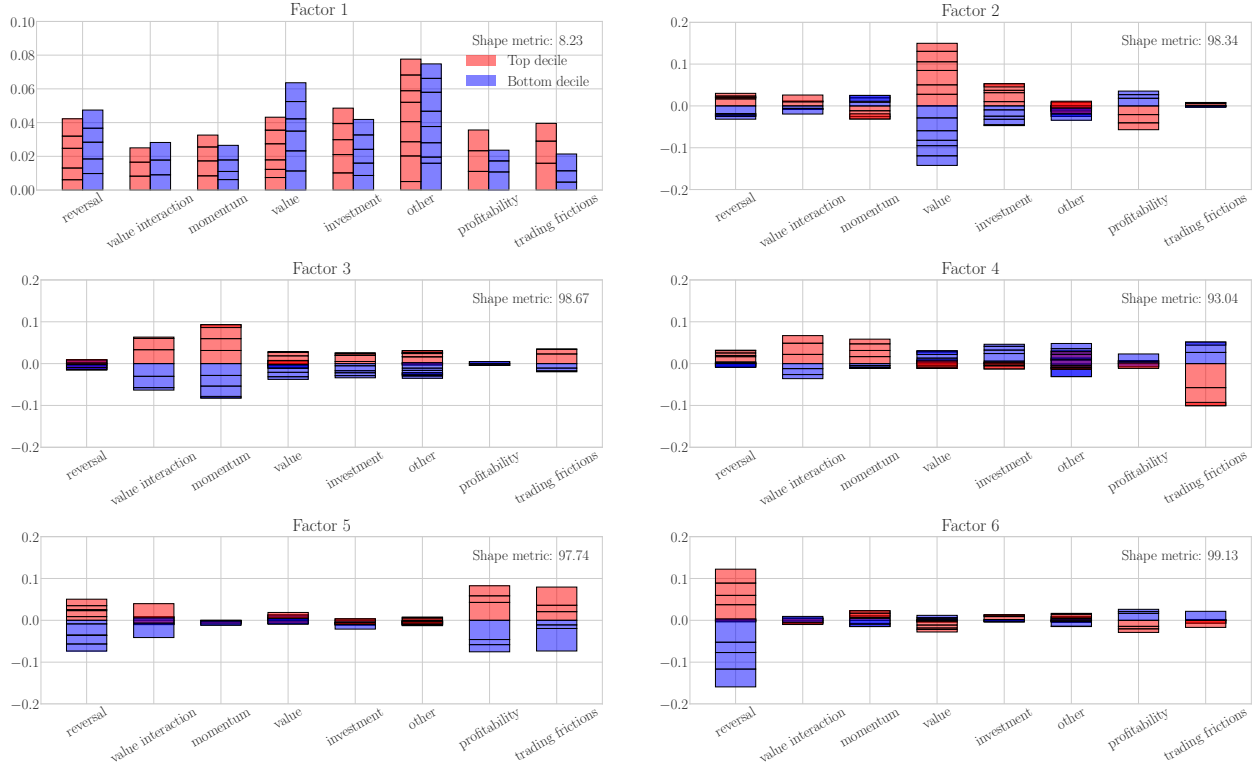 Factor 1
0.10
0.08
0.06
0.04
0.02
0.00
Shape metric: 8.23
Top decile
Bottom decile
reversal
value interaction
momentum
value
investment
other
profitability
trading frictions
Factor 2
0.2
0.1
0.0
−0.1
−0.2
Shape metric: 98.34
reversal
value interaction
momentum
value
investment
other
profitability
trading frictions
Factor 3
0.2
0.1
0.0
−0.1
−0.2
Shape metric: 98.67
reversal
value interaction
momentum
value
investment
other
profitability
trading frictions
Factor 4
0.2
0.1
0.0
−0.1
−0.2
Shape metric: 93.04
reversal
value interaction
momentum
value
investment
other
profitability
trading frictions
Factor 5
0.2
0.1
0.0
−0.1
−0.2
Shape metric: 97.74
reversal
value interaction
momentum
value
investment
other
profitability
trading frictions
Factor 6
0.2
0.1
0.0
−0.1
−0.2
Shape metric: 99.13
reversal
value interaction
momentum
value
investment
other
profitability
trading frictions